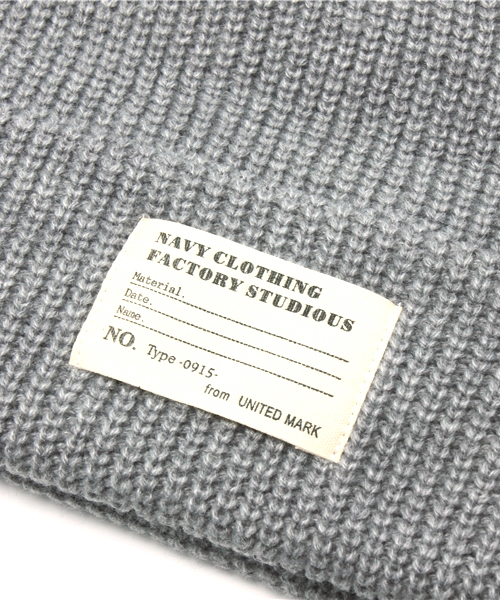 NAVY CLOTHING
FACTORY STUDIOUS
Material.
Date.
Name.
NO. Type -0915-
from UNITED MARK